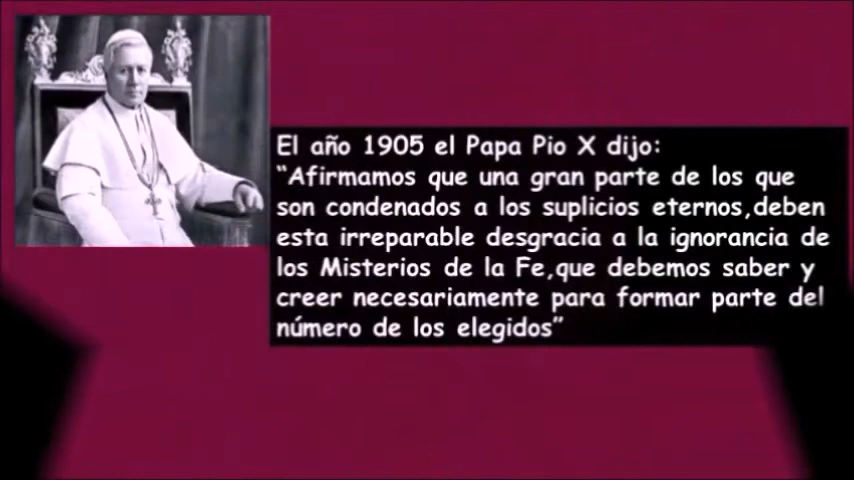 El año 1905 el Papa Pio X dijo:
“Afirmamos que una gran parte de los que
son condenados a los suplicios eternos,deben
esta irreparable desgracia a la ignorancia de
los Misterios de la Fe,que debemos saber y
creer necesariamente para formar parte del
número de los elegidos”